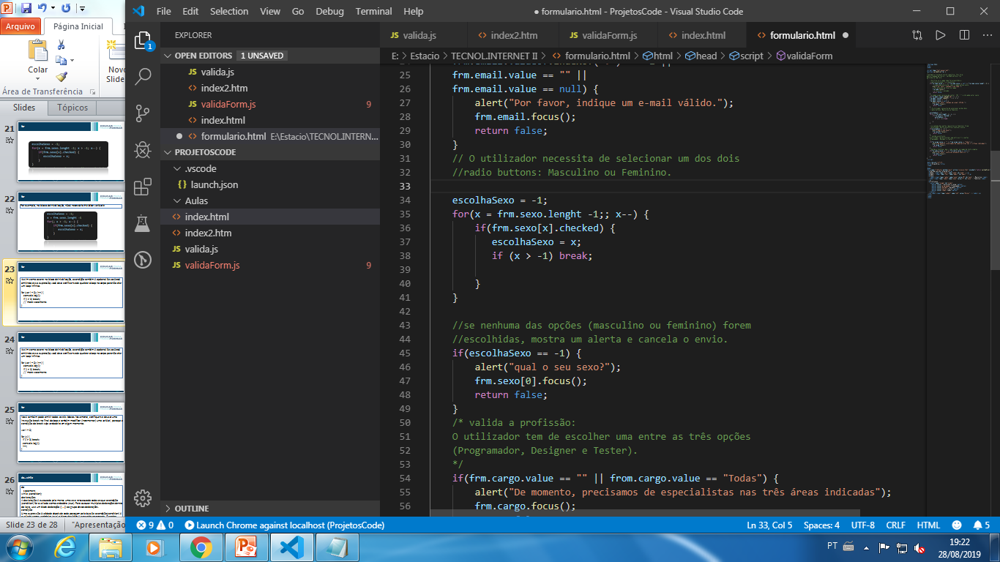 File Edit Selection View Go Debug Terminal Help
● formulario.html - ProjetosCode - Visual Studio Code
Arquivo
Página Inicial
Colar
Novo
Slide
Área de Transferência
Slides
Tópicos
21
22
23
24
25
26
Slide 23 de 28
"Apresentação
EXPLORER
OPEN EDITORS 1 UNSAVED
JS valida.js
index2.htm
JS validaForm.js 9
index.html
● formulario.html E:\Estacio\TECNOL.INTERN...
PROJETOSCODE
.vscode
launch.json
Aulas
index.html
index2.htm
JS valida.js
JS validaForm.js 9
OUTLINE
JS valida.js
index2.htm
JS validaForm.js
index.html
formulario.html ●
E: > Estacio > TECNOL.INTERNET II > formulario.html > html > head > script > validaForm
25 frm.email.value == "" ||
26 frm.email.value == null) {
27 alert("Por favor, indique um e-mail válido.");
28 frm.email.focus();
29 return false;
30 }
31 // O utilizador necessita de selecionar um dos dois
32 //radio buttons: Masculino ou Feminino.
33
34 escolhaSexo = -1;
35 for(x = frm.sexo.lenght -1;; x--) {
36 if(frm.sexo[x].checked) {
37 escolhaSexo = x;
38 if (x > -1) break;
39
40 }
41 }
42
43 //se nenhuma das opções (masculino ou feminino) forem
44 //escolhidas, mostra um alerta e cancela o envio.
45 if(escolhaSexo == -1) {
46 alert("qual o seu sexo?");
47 frm.sexo[0].focus();
48 return false;
49 }
50 /* valida a profissão:
51 O utilizador tem de escolher uma entre as três opções
52 (Programador, Designer e Tester).
53 */
54 if(frm.cargo.value == "" || from.cargo.value == "Todas") {
55 alert("De momento, precisamos de especialistas nas três áreas indicadas");
56 frm.cargo.focus();
9 0 Launch Chrome against localhost (ProjetosCode)
Ln 33, Col 5 Spaces: 4 UTF-8 CRLF HTML 5
PT
19:22
28/08/2019